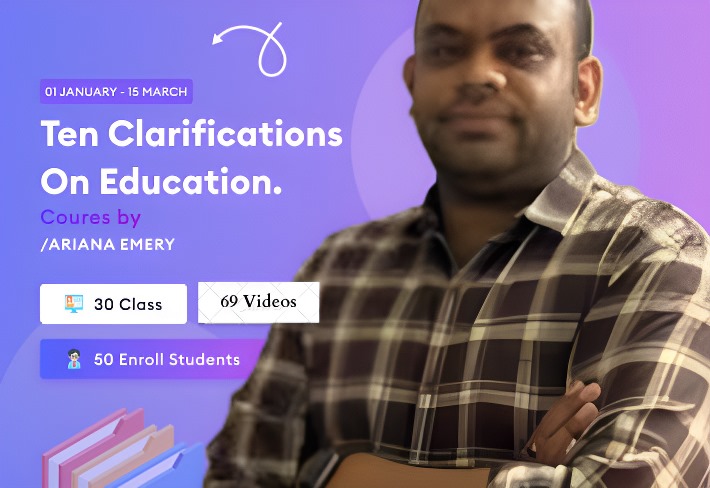 01 JANUARY - 15 MARCH
Ten Clarifications
On Education.
Coures by
/ARIANA EMERY
30 Class
69 Videos
50 Enroll Students